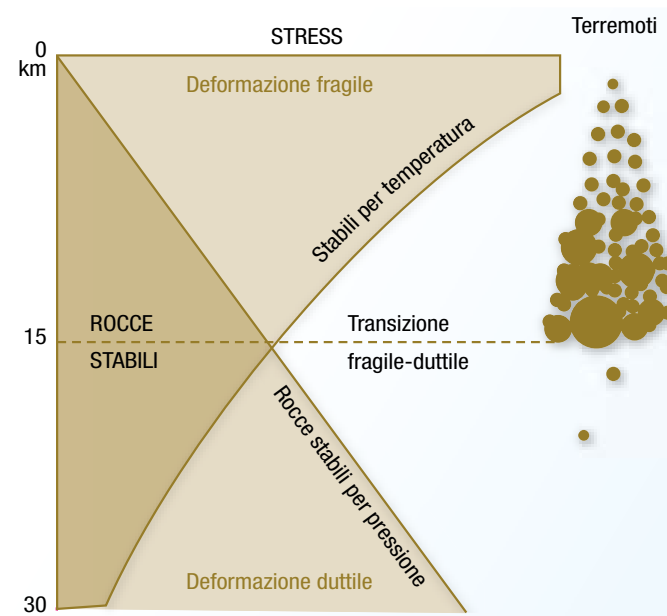 Terremoti
STRESS
0
km
Deformazione fragile
Stabili per temperatura
ROCCE
Transizione
15
STABILI
fragile-duttile
Rocce stabili per pressione
Deformazione duttile
30